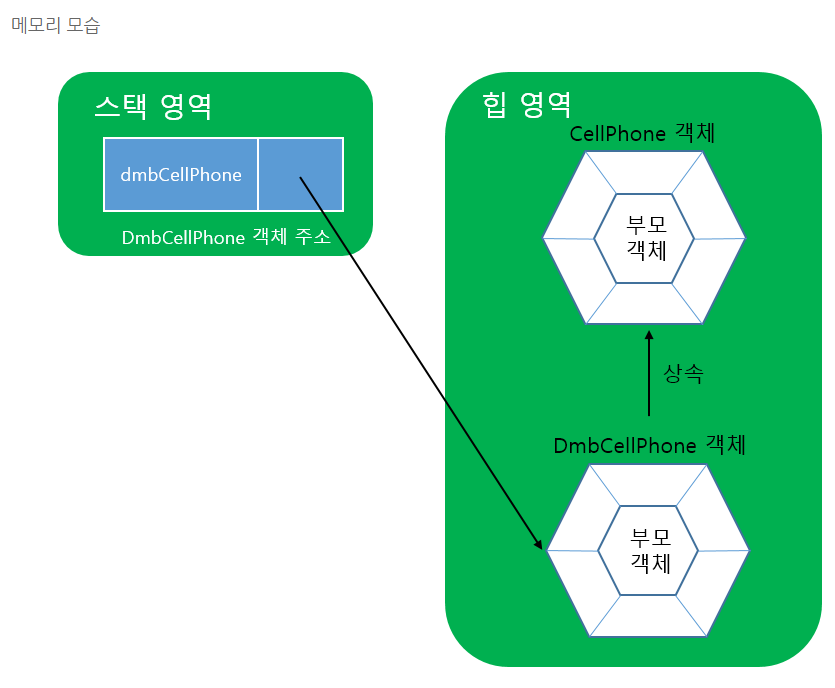 메모리 모습
스택 영역
dmbCellPhone
DmbCellPhone 객체 주소
힙 영역
CellPhone 객체
부모
객체
상속
DmbCellPhone 객체
부모
객체